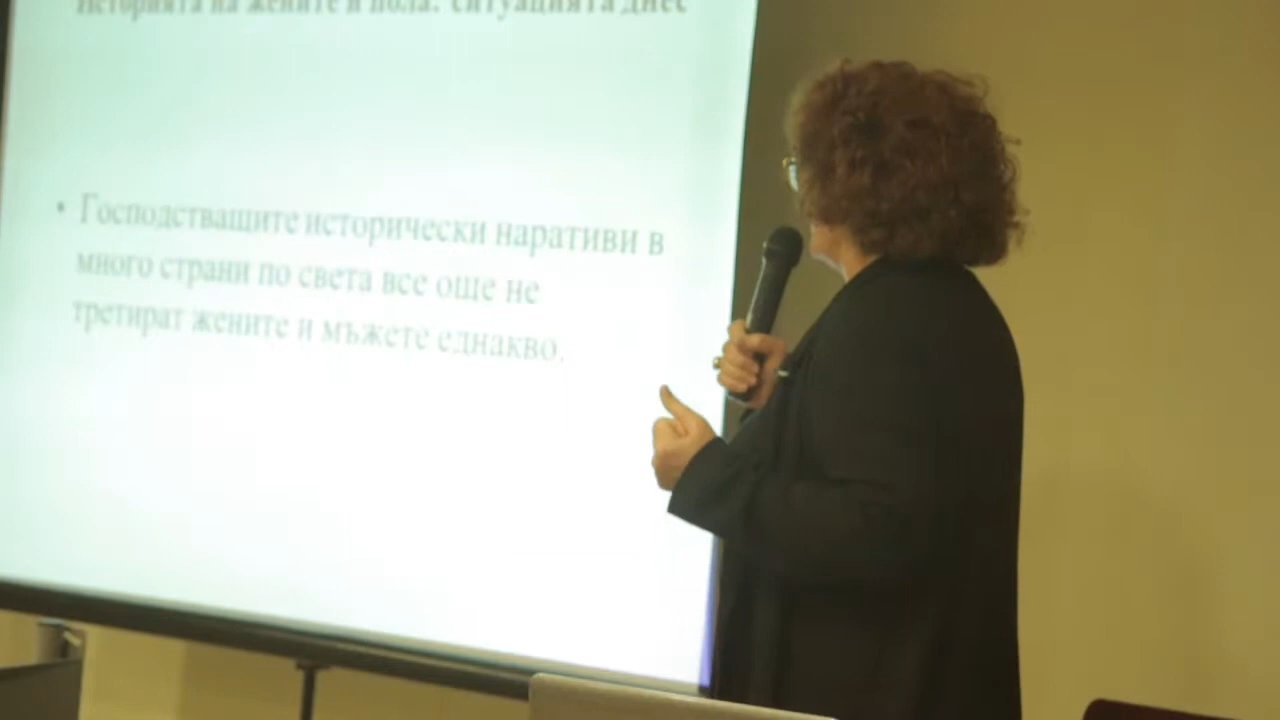 Историята на жените и пола: ситуацията днес
• Господстващите исторически наративи в
много страни по света все още не
третират жените и мъжете еднакво.